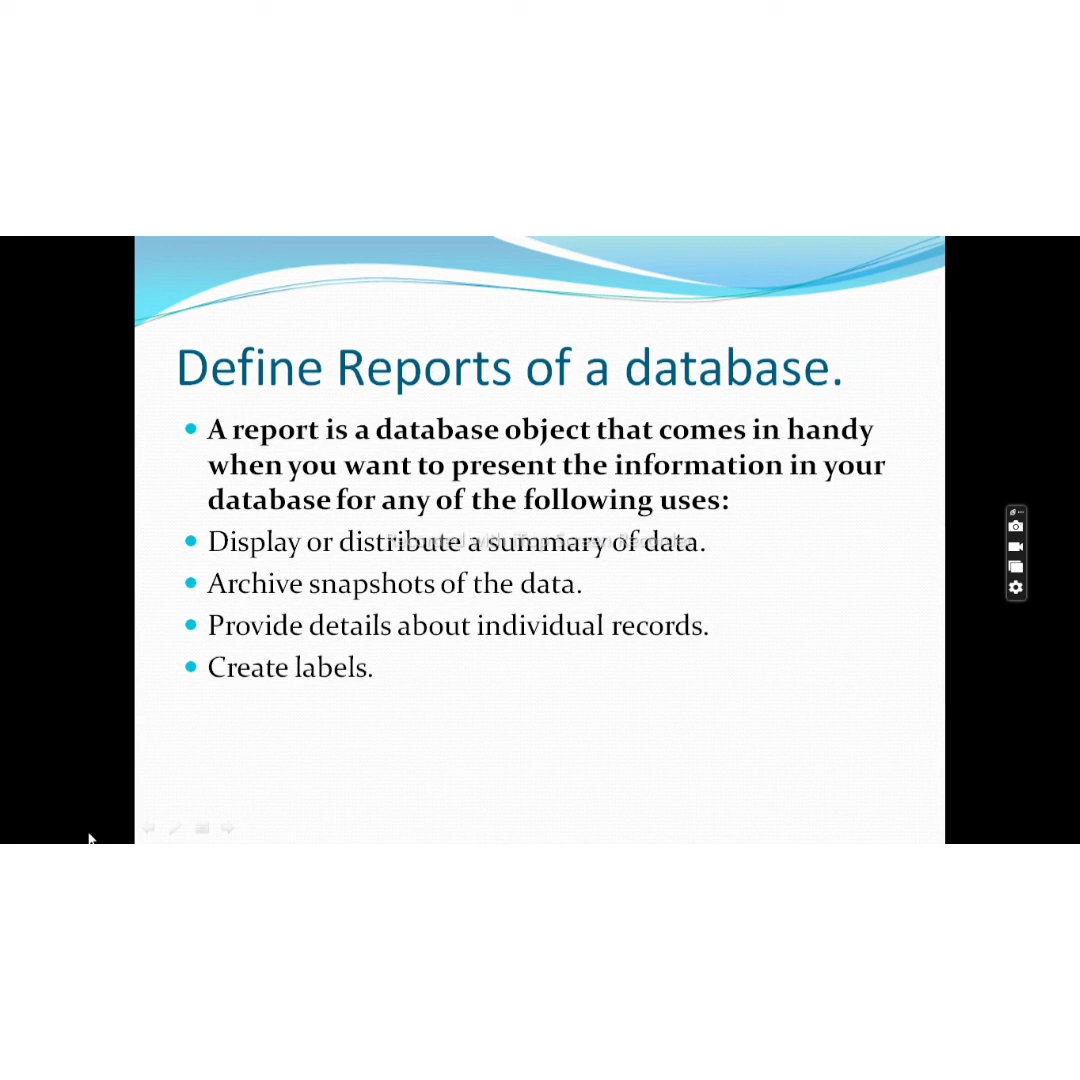 Define Reports of a database.
A report is a database object that comes in handy
when you want to present the information in your
database for any of the following uses:
Display or distribute a summary of data.
Archive snapshots of the data.
Provide details about individual records.
Create labels.